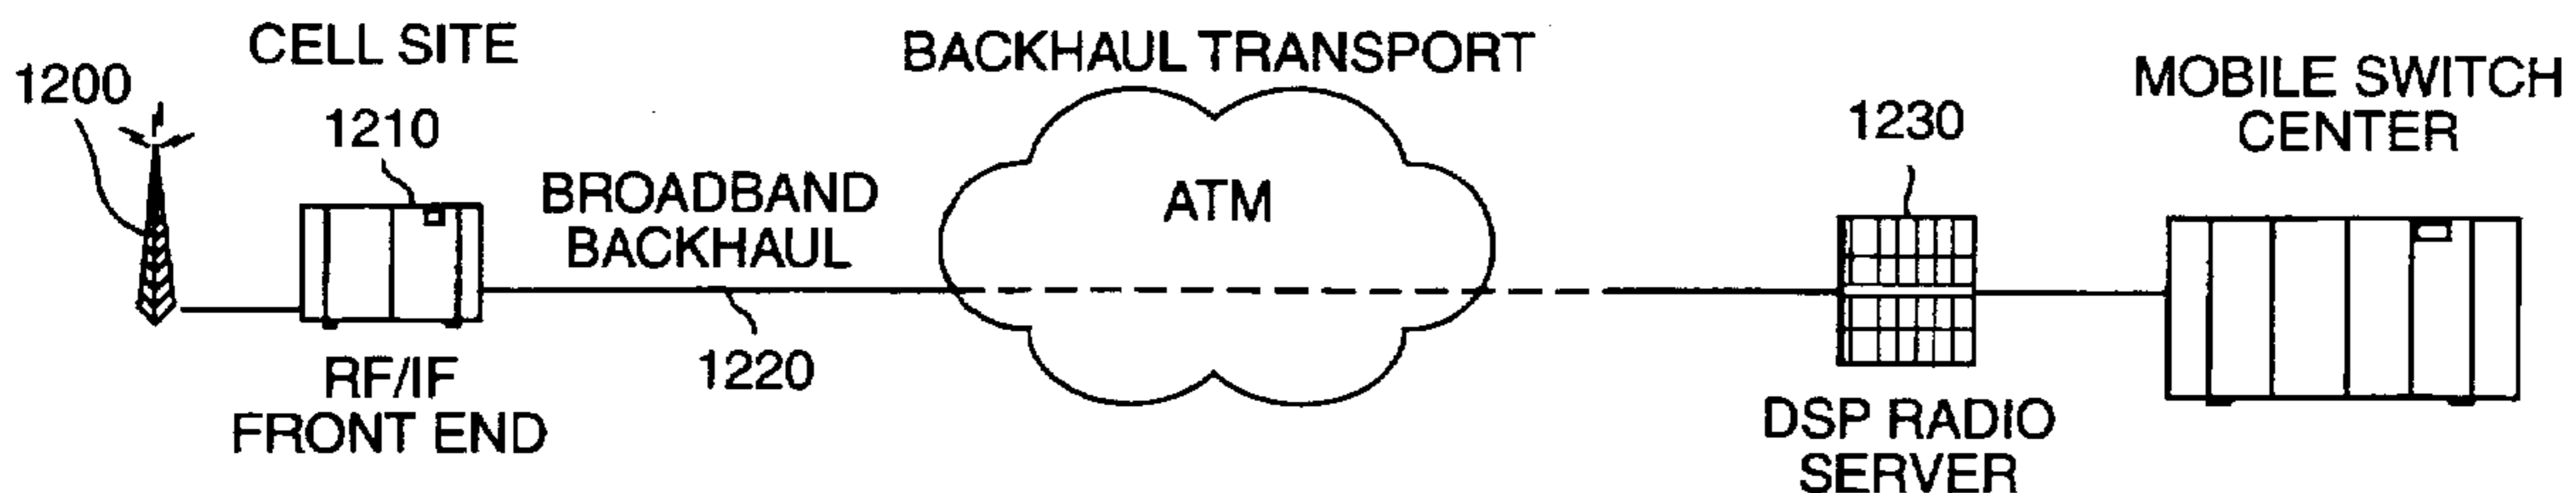 CELL SITE
1200
1210
BROADBAND
BACKHAUL
1220
RF/IF
FRONT END
BACKHAUL TRANSPORT
ATM
1230
DSP RADIO
SERVER
MOBILE SWITCH
CENTER